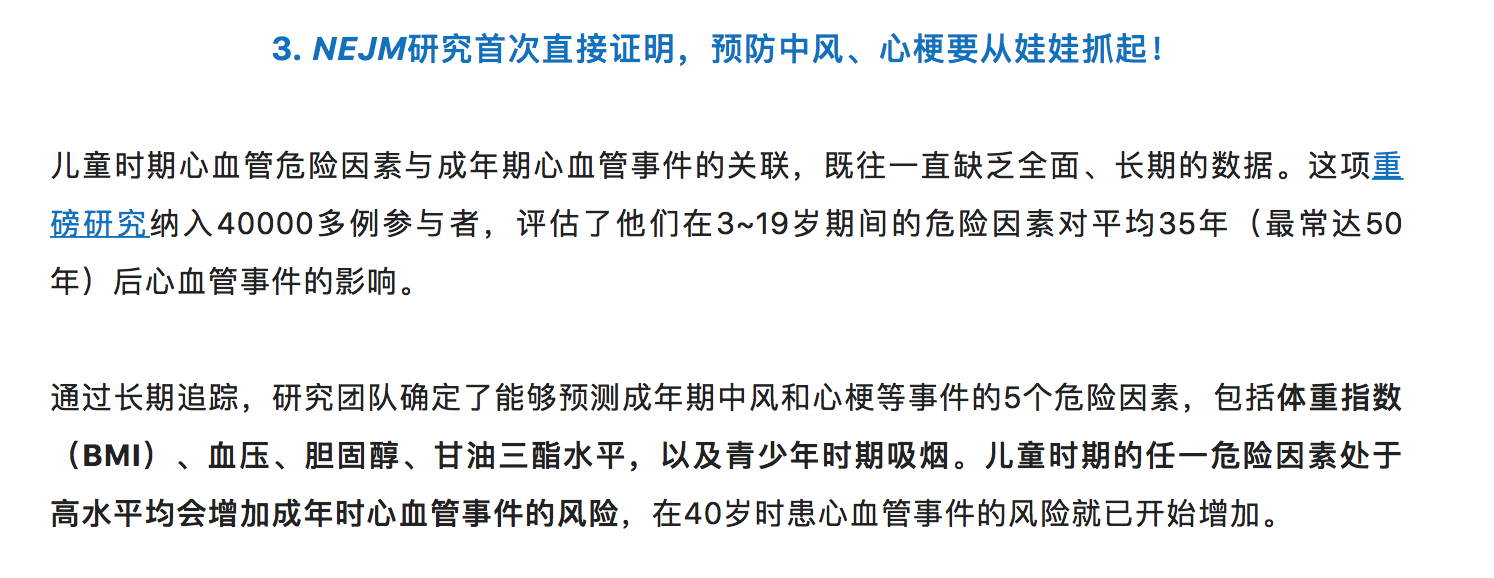 3. NEJM研究首次直接证明，预防中风、心梗要从娃娃抓起！
儿童时期心血管危险因素与成年期心血管事件的关联，既往一直缺乏全面、长期的数据。这项重
磅研究纳入40000多例参与者，评估了他们在3~19岁期间的危险因素对平均35年（最常达50
年）后心血管事件的影响。
通过长期追踪，研究团队确定了能够预测成年期中风和心梗等事件的5个危险因素，包括体重指数
（BMI）、血压、胆固醇、甘油三酯水平，以及青少年时期吸烟。儿童时期的任一危险因素处于
高水平均会增加成年时心血管事件的风险，在40岁时患心血管事件的风险就已开始增加。